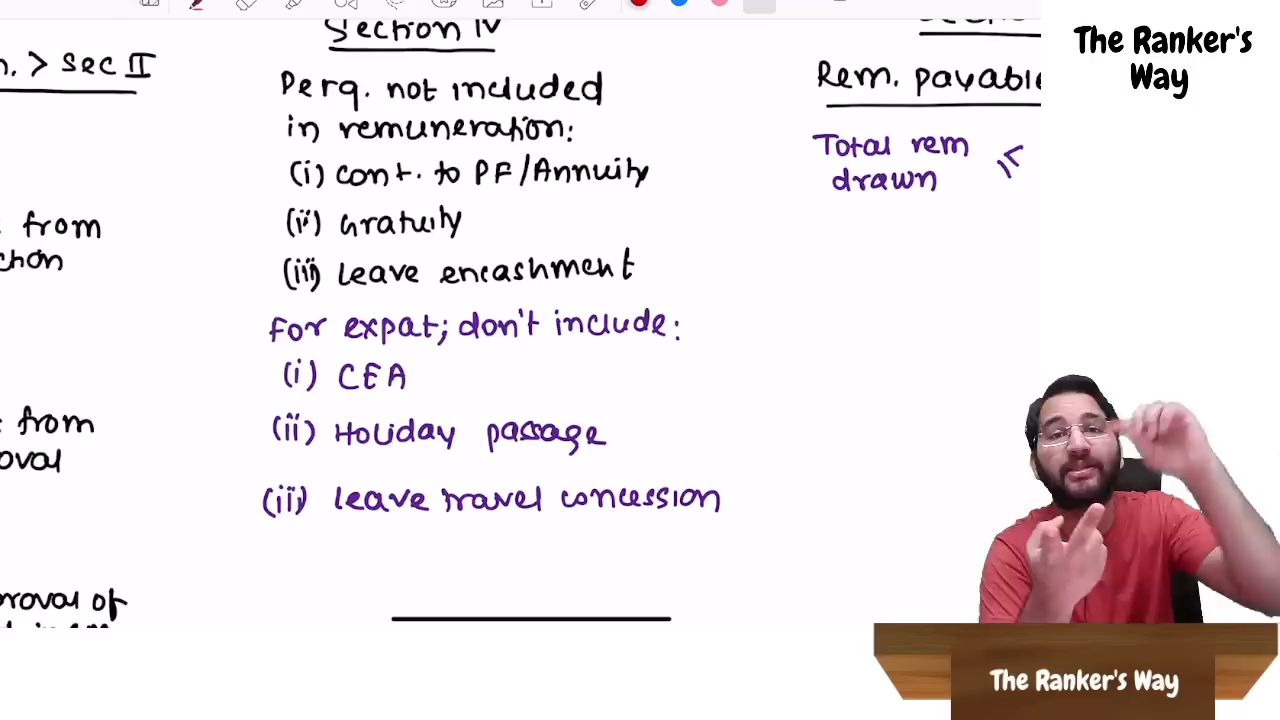 n. > Sec II
from
ction
from
oval
roval of
Section IV
Perq. not included
in remuneration:
(i) cont. to PF/Annuity
(ii) Gratuity
(iii) leave encashment
For expat; don't include:
(i) CEA
(ii) Holiday passage
(iii) leave travel concession
Rem. payable
Total rem ≤
drawn
The Ranker's
Way
The Ranker's Way